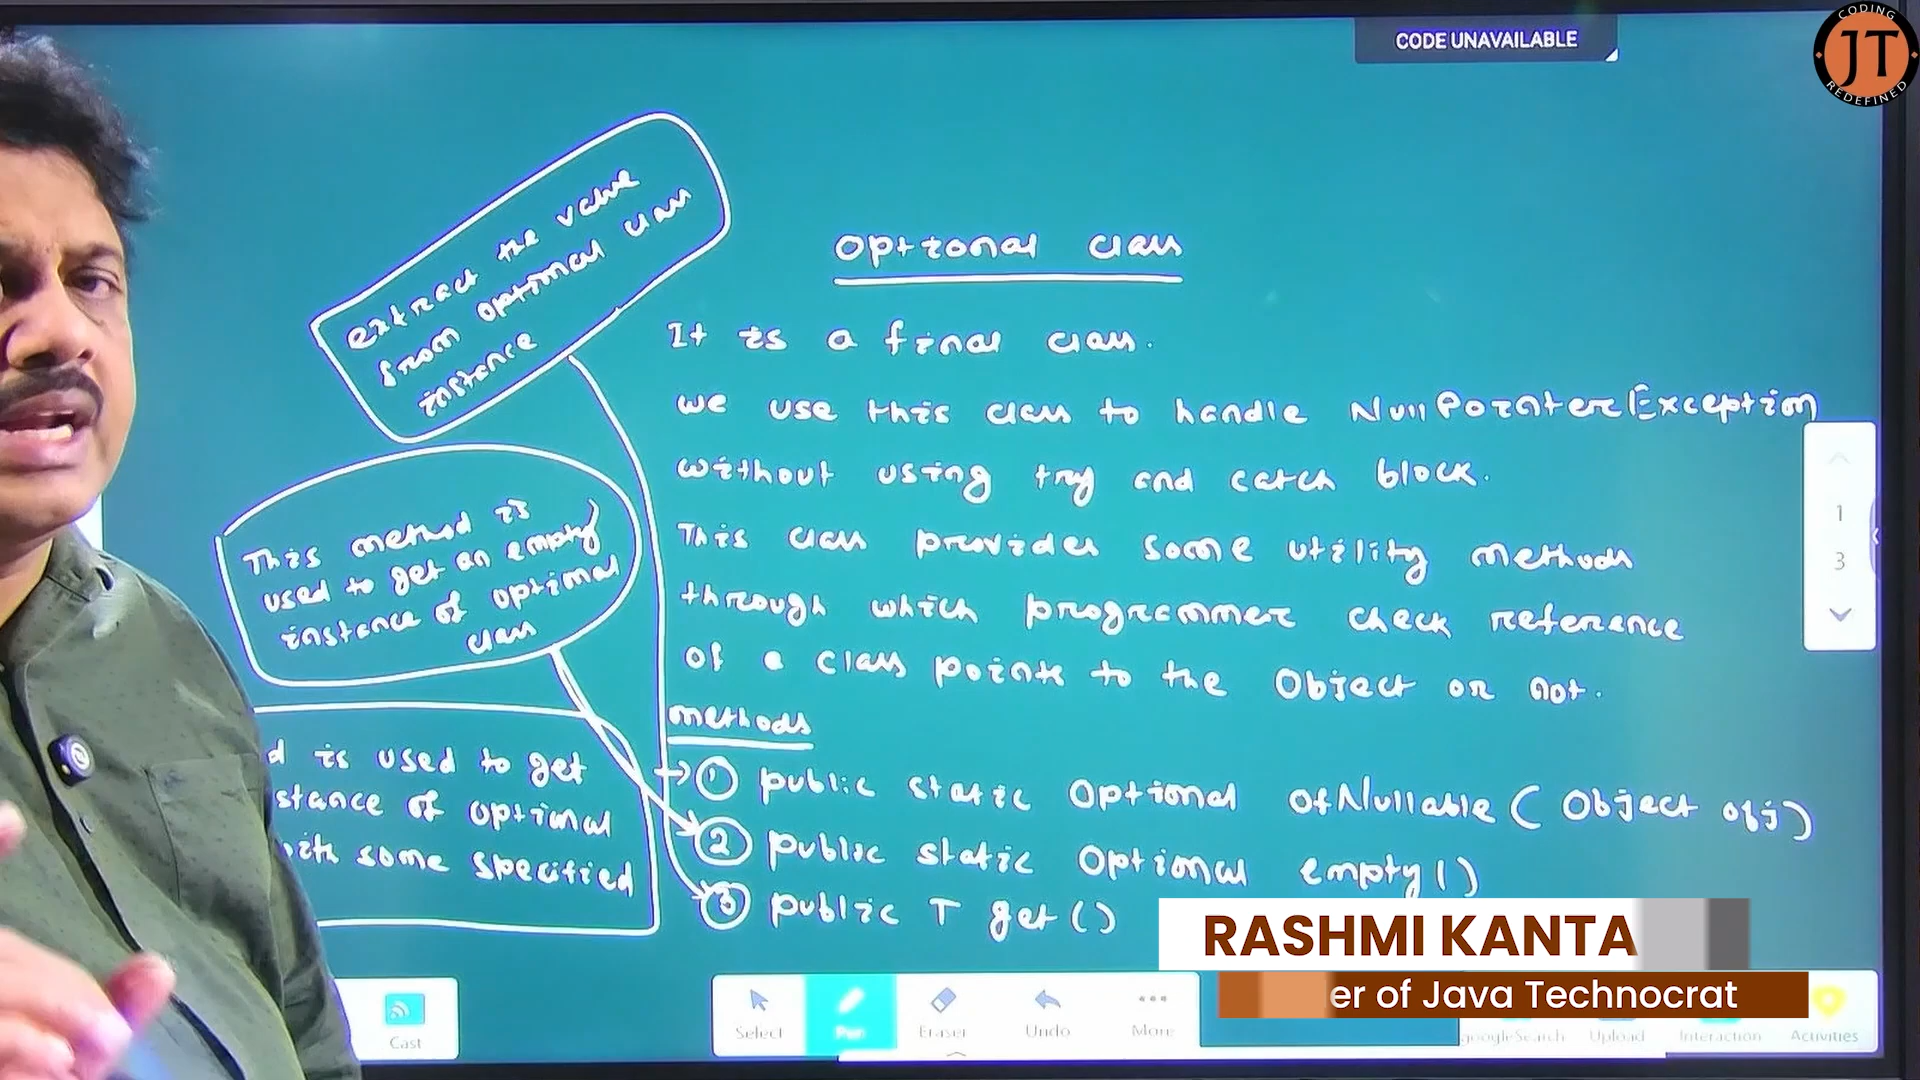 CODE UNAVAILABLE
CODING
JT
REDEFINED
extract the value
from optional class
instance
Optional class
It is a final class.
we use this class to handle NullPointerException
without using try and catch block.
This class provides some utility methods
through which programmer check reference
of a class points to the Object or not.
This method is
used to get an empty
instance of optional
class
methods
d is used to get
stance of optional
with some specified
① public static Optional ofNullable( Object obj)
② public static Optional empty()
③ public T get()
1
3
RASHMI KANTA
er of Java Technocrat
Cast
Select
Pen
Eraser
Undo
More
googleSearch
Upload
Interaction
Activities